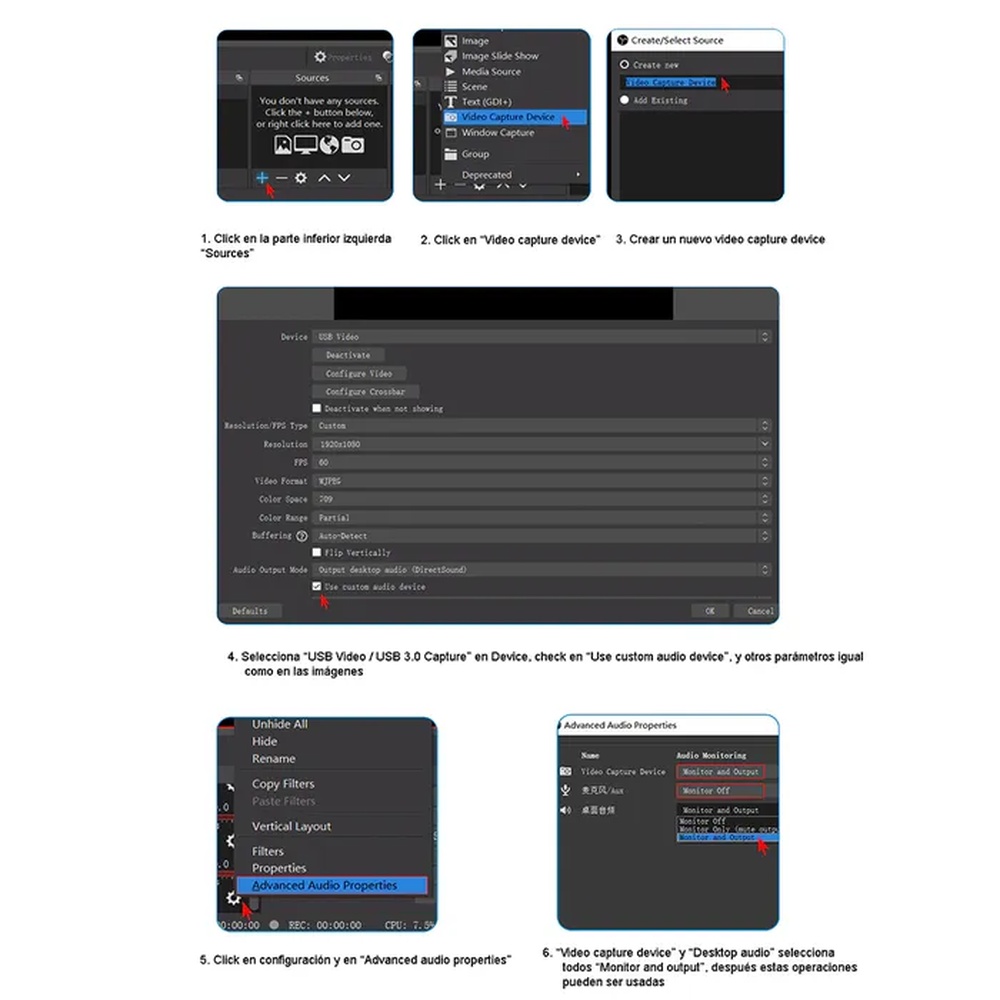 Properties
Sources
You don't have any sources.
Click the + button below,
or right click here to add one.
Image
Image Slide Show
Media Source
Scene
Text (GDI+)
Video Capture Device
Window Capture
Group
Deprecated
Create/Select Source
Create new
Video Capture Device
Add Existing
1. Click en la parte inferior izquierda
“Sources”
2. Click en “Video capture device”
3. Crear un nuevo video capture device
Device USB Video
Deactivate
Configure Video
Configure Crossbar
Deactivate when not showing
Resolution/FPS Type Custom
Resolution 1920x1080
FPS 60
Video Format MJPEG
Color Space 709
Color Range Partial
Buffering ? Auto-Detect
Flip Vertically
Audio Output Mode Output desktop audio (DirectSound)
Use custom audio device
Defaults OK Cancel
4. Selecciona “USB Video / USB 3.0 Capture” en Device, check en “Use custom audio device”, y otros parámetros igual
como en las imágenes
Unhide All
Hide
Rename
Copy Filters
Paste Filters
Vertical Layout
Filters
Properties
Advanced Audio Properties
0:00:00 REC: 00:00:00 CPU: 7.5%
Advanced Audio Properties
Name Audio Monitoring
Video Capture Device Monitor and Output
麦克风/Aux Monitor Off
桌面音频 Monitor and Output
Monitor Off
Monitor Only (mute outpu
Monitor and Output
5. Click en configuración y en “Advanced audio properties”
6. “Video capture device” y “Desktop audio” selecciona
todos “Monitor and output”, después estas operaciones
pueden ser usadas